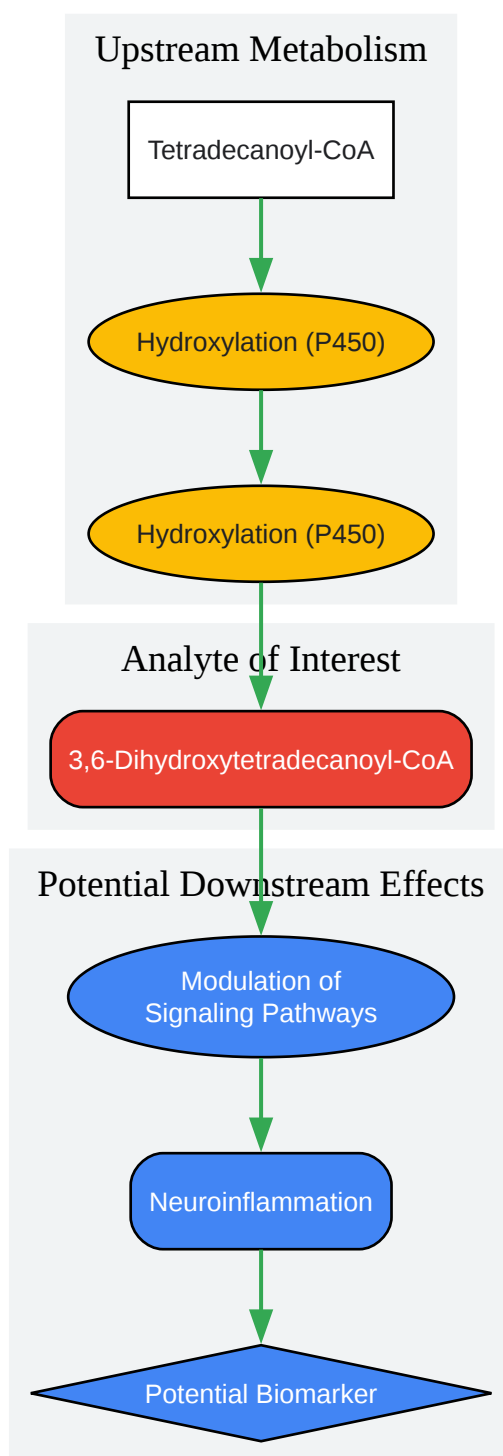 Upstream Metabolism
Tetradecanoyl-CoA
Hydroxylation (P450)
Hydroxylation (P450)
Analyte of Interest
3,6-Dihydroxytetradecanoyl-CoA
Potential Downstream Effects
Modulation of
Signaling Pathways
Neuroinflammation
Potential Biomarker